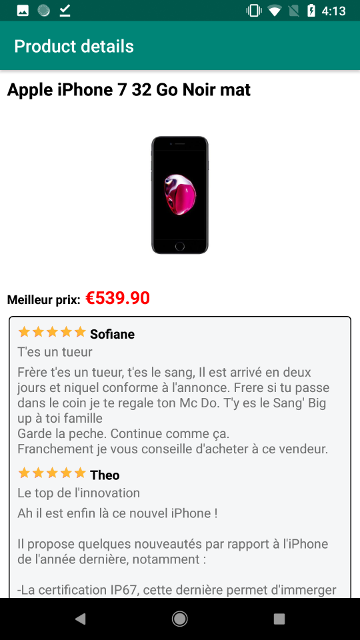 4:13
Product details
Apple iPhone 7 32 Go Noir mat
Meilleur prix: €539.90
Sofiane
T'es un tueur
Frère t'es un tueur, t'es le sang, Il est arrivé en deux
jours et niquel conforme à l'annonce. Frere si tu passe
dans le coin je te regale ton Mc Do. T'y es le Sang' Big
up à toi famille
Garde la peche. Continue comme ça.
Franchement je vous conseille d'acheter à ce vendeur.
Theo
Le top de l'innovation
Ah il est enfin là ce nouvel iPhone !
Il propose quelques nouveautés par rapport à l'iPhone
de l'année dernière, notamment :
-La certification IP67, cette dernière permet d'immerger